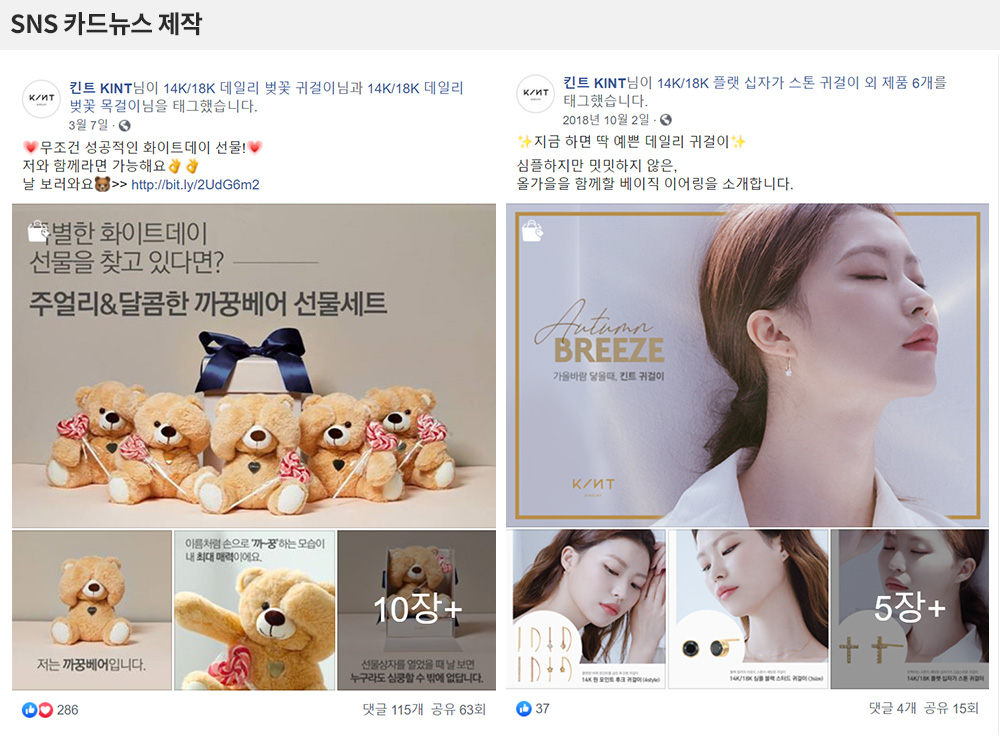 SNS 카드뉴스 제작
KINT
킨트 KINT님이 14K/18K 데일리 벚꽃 귀걸이님과 14K/18K 데일리
벚꽃 목걸이님을 태그했습니다.
3월 7일 ·
💗무조건 성공적인 화이트데이 선물!💗
저와 함께라면 가능해요👌👌
날 보러와요🐻>> http://bit.ly/2UdG6m2
특별한 화이트데이
선물을 찾고 있다면?
주얼리&달콤한 까꿍베어 선물세트
저는 까꿍베어입니다.
이름처럼 손으로 '까-꿍'하는 모습이
내 최대 매력이에요.
10장+
선물상자를 열었을 때 날 보면
누구라도 심쿵할 수 밖에 없답니다.
286
댓글 115개 공유 63회
KINT
킨트 KINT님이 14K/18K 플랫 십자가 스톤 귀걸이 외 제품 6개를
태그했습니다.
2018년 10월 2일 ·
✨지금 하면 딱 예쁜 데일리 귀걸이✨
심플하지만 밋밋하지 않은,
올가을을 함께할 베이직 이어링을 소개합니다.
Autumn
BREEZE
가을바람 닿을때, 킨트 귀걸이
KINT
14K 원 포인트 후크 귀걸이 (4style)
14K/18K 심플 블랙 스터드 귀걸이 (3size)
5장+
14K/18K 플랫 십자가 스톤 귀걸이
37
댓글 4개 공유 15회